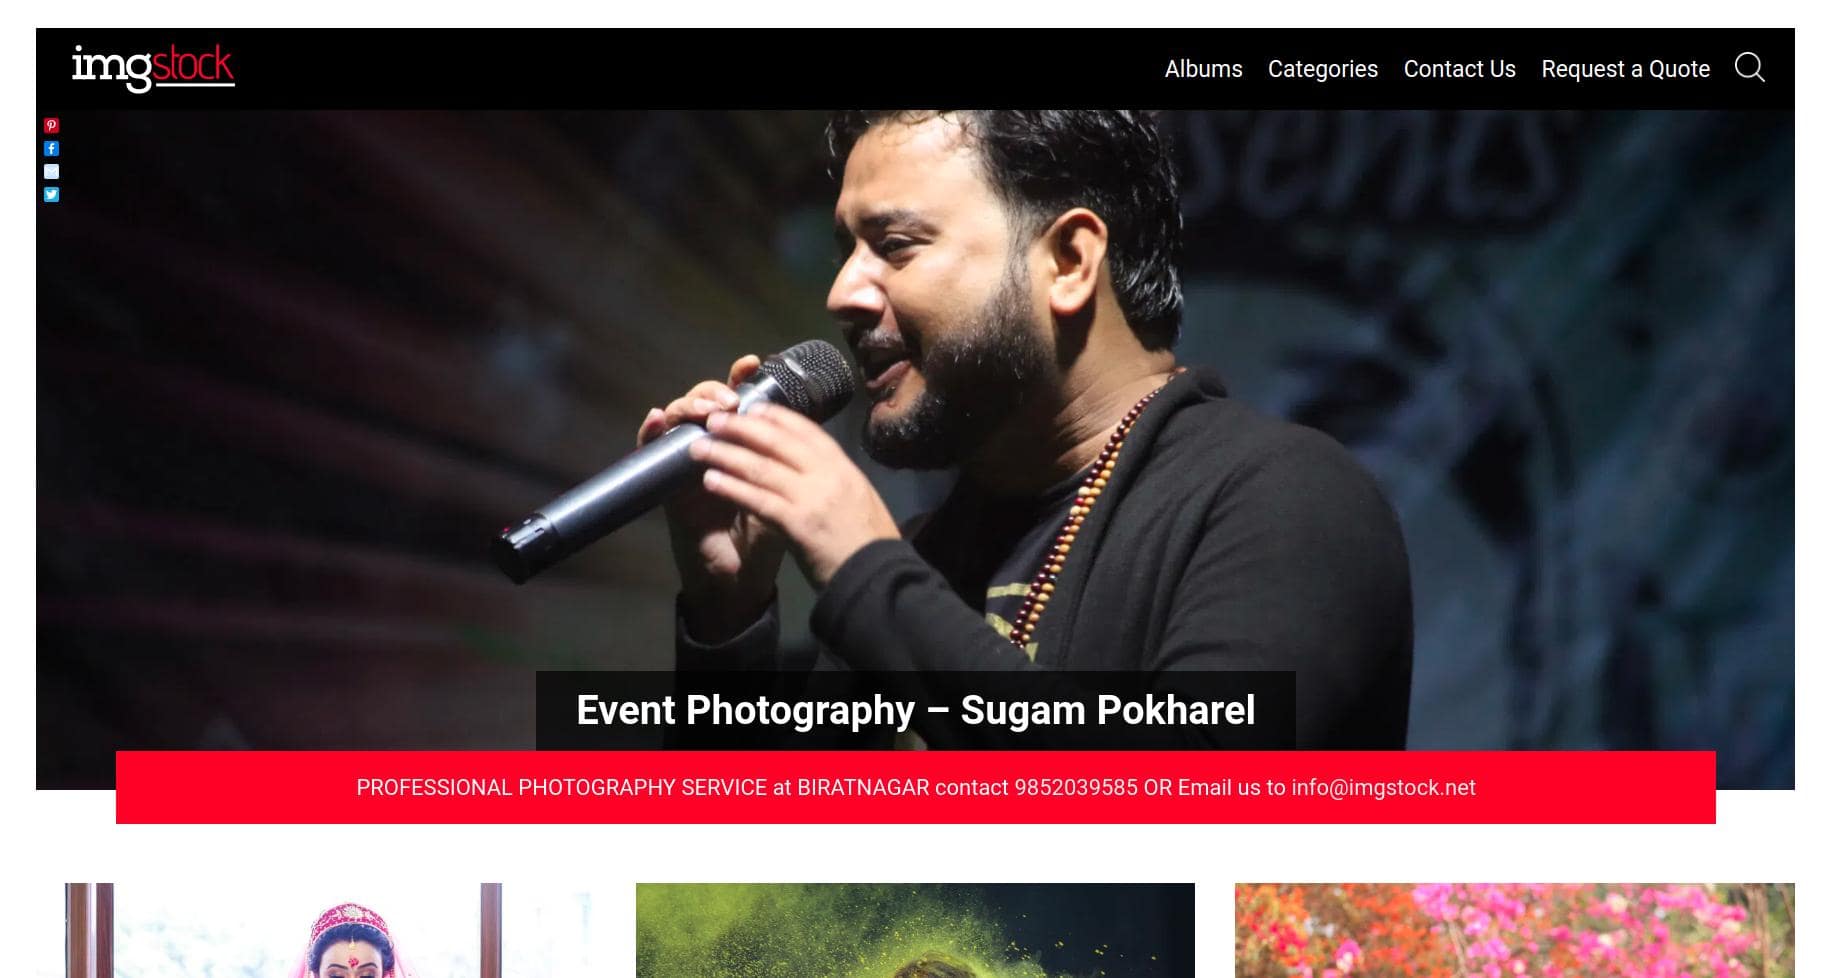 imgstock
Albums Categories Contact Us Request a Quote
sents
Event Photography – Sugam Pokharel
PROFESSIONAL PHOTOGRAPHY SERVICE at BIRATNAGAR contact 9852039585 OR Email us to info@imgstock.net